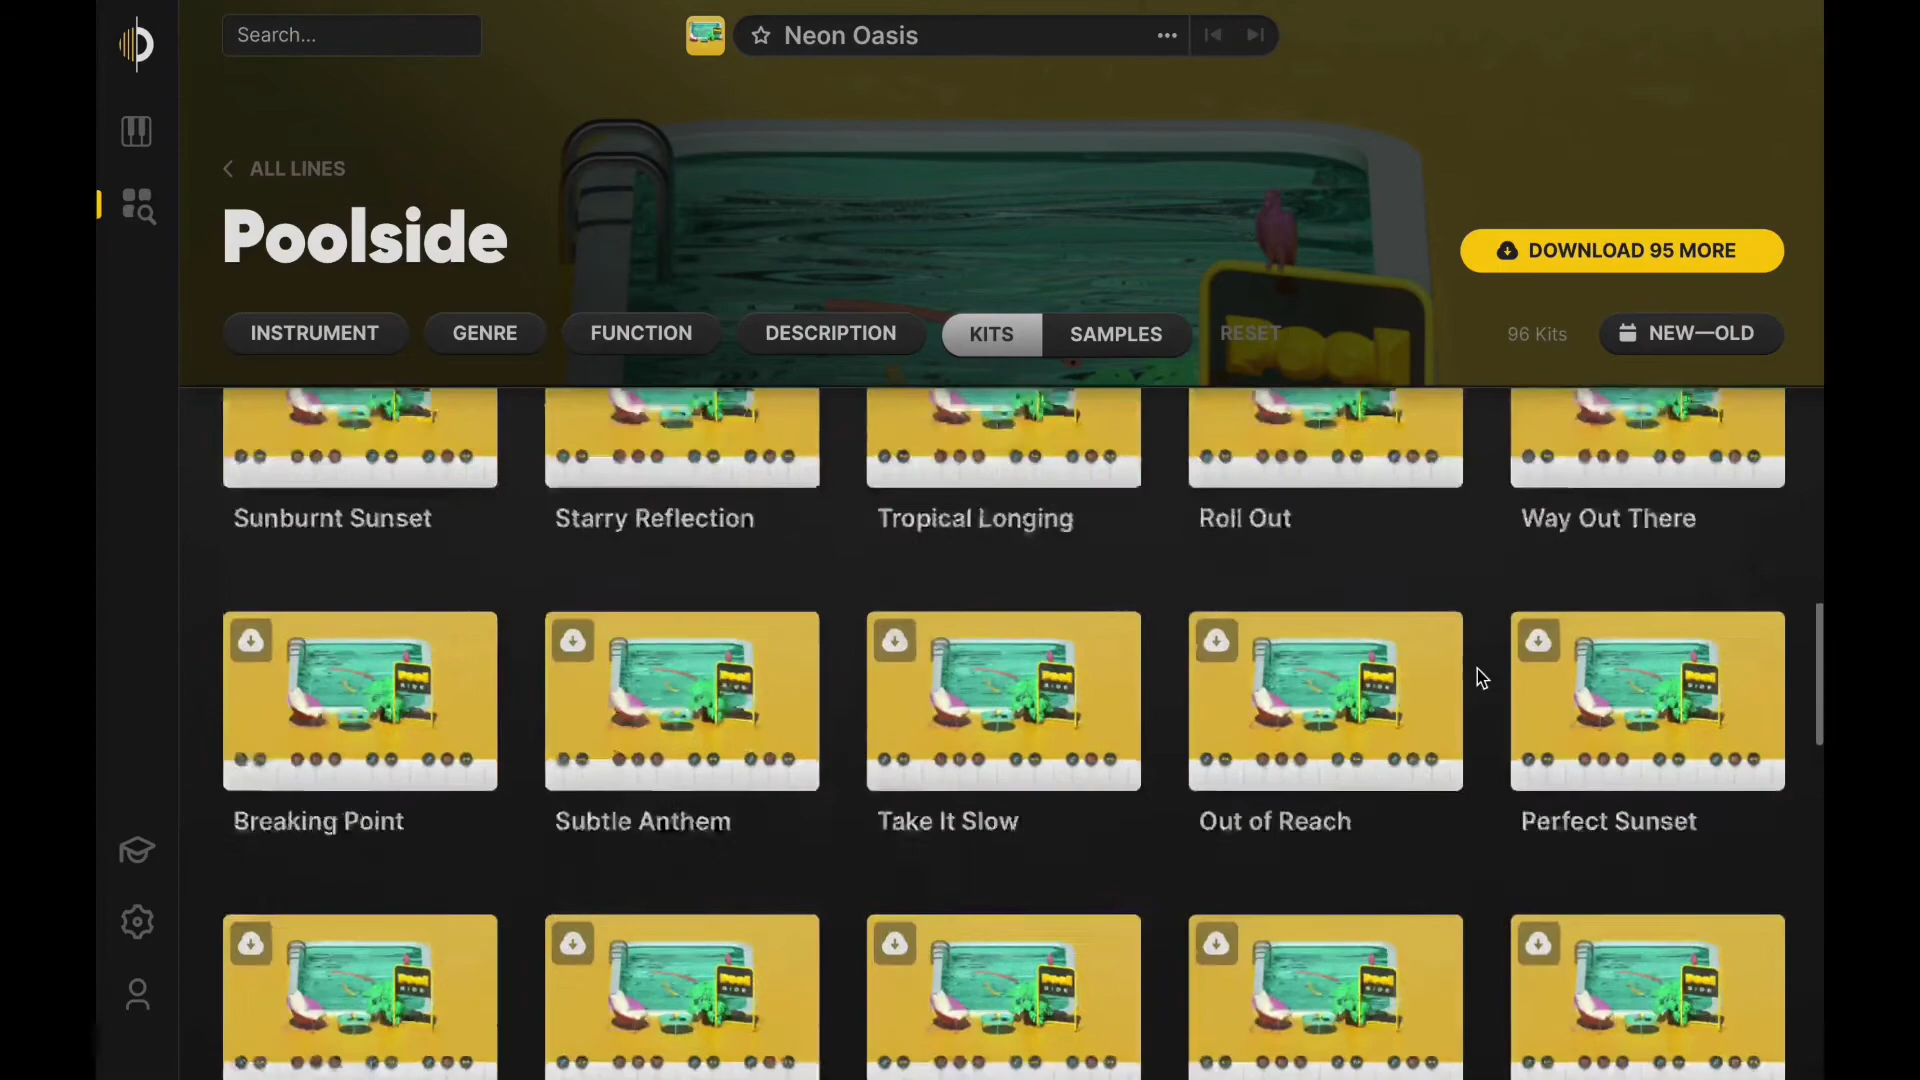 Search...
Neon Oasis
ALL LINES
Poolside
DOWNLOAD 95 MORE
INSTRUMENT
GENRE
FUNCTION
DESCRIPTION
KITS
SAMPLES
RESET
96 Kits
NEW—OLD
Sunburnt Sunset
Starry Reflection
Tropical Longing
Roll Out
Way Out There
Breaking Point
Subtle Anthem
Take It Slow
Out of Reach
Perfect Sunset